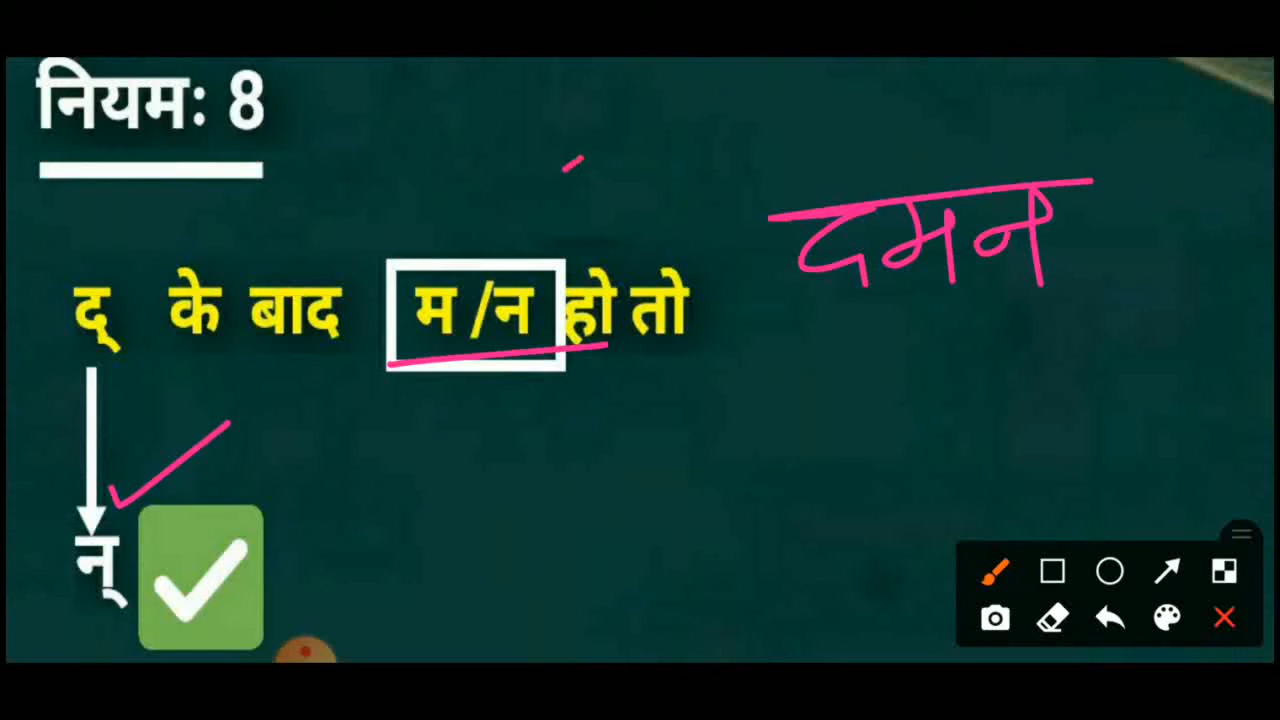 नियमः 8
दमन
द् के बाद म /न हो तो
न्